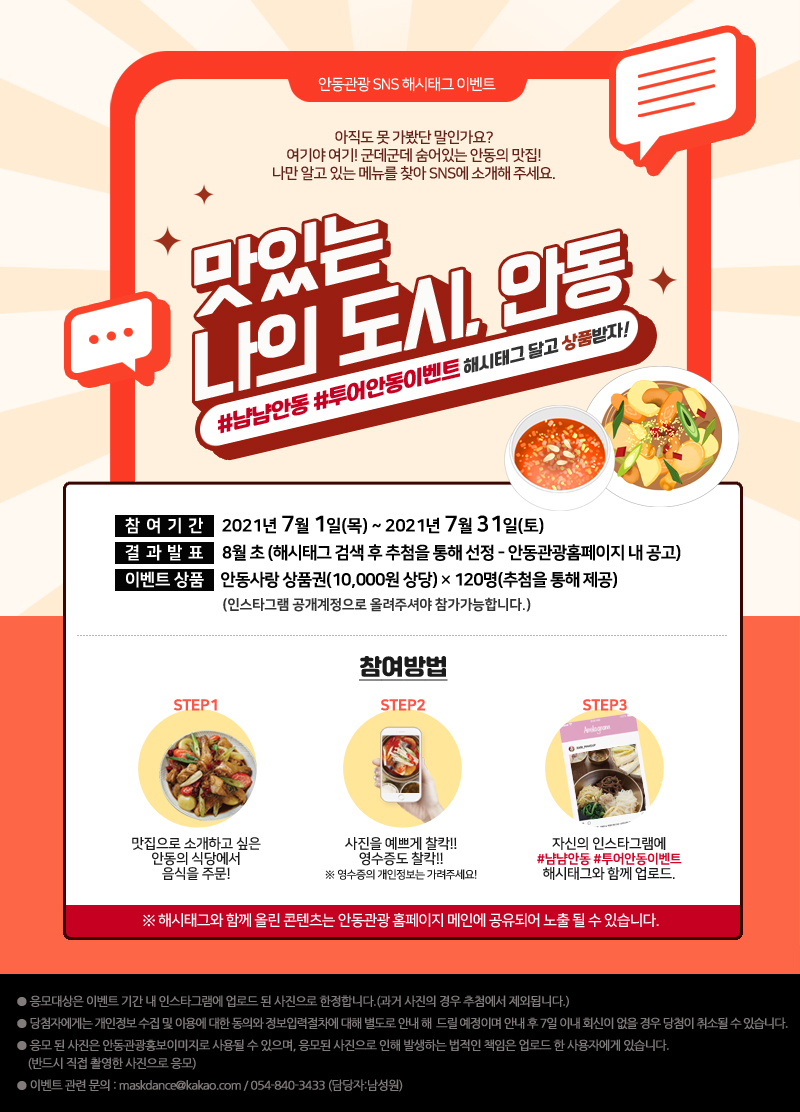 안동관광 SNS 해시태그 이벤트
아직도 못 가봤단 말인가요?
여기야 여기! 군데군데 숨어있는 안동의 맛집!
나만 알고 있는 메뉴를 찾아 SNS에 소개해 주세요.
맛있는
나의 도시, 안동
#냠냠안동 #투어안동이벤트 해시태그 달고 상품받자!
참여기간 2021년 7월 1일(목) ~ 2021년 7월 31일(토)
결과발표 8월 초 (해시태그 검색 후 추첨을 통해 선정 - 안동관광홈페이지 내 공고)
이벤트 상품 안동사랑 상품권(10,000원 상당) × 120명(추첨을 통해 제공)
(인스타그램 공개계정으로 올려주셔야 참가가능합니다.)
참여방법
STEP1
맛집으로 소개하고 싶은
안동의 식당에서
음식을 주문!
STEP2
사진을 예쁘게 찰칵!!
영수증도 찰칵!!
※ 영수증의 개인정보는 가려주세요!
STEP3
자신의 인스타그램에
#냠냠안동 #투어안동이벤트
해시태그와 함께 업로드.
※ 해시태그와 함께 올린 콘텐츠는 안동관광 홈페이지 메인에 공유되어 노출 될 수 있습니다.
● 응모대상은 이벤트 기간 내 인스타그램에 업로드 된 사진으로 한정합니다.(과거 사진의 경우 추첨에서 제외됩니다.)
● 당첨자에게는 개인정보 수집 및 이용에 대한 동의와 정보입력절차에 대해 별도로 안내 해 드릴 예정이며 안내 후 7일 이내 회신이 없을 경우 당첨이 취소될 수 있습니다.
● 응모 된 사진은 안동관광홍보이미지로 사용될 수 있으며, 응모된 사진으로 인해 발생하는 법적인 책임은 업로드 한 사용자에게 있습니다.
(반드시 직접 촬영한 사진으로 응모)
● 이벤트 관련 문의 : maskdance@kakao.com / 054-840-3433 (담당자:남성원)